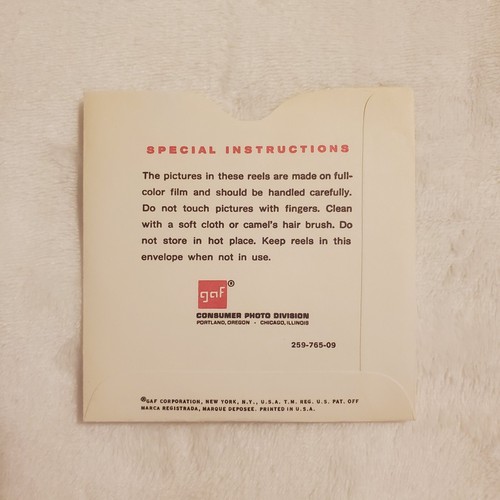 SPECIAL INSTRUCTIONS
The pictures in these reels are made on full-
color film and should be handled carefully.
Do not touch pictures with fingers. Clean
with a soft cloth or camel's hair brush. Do
not store in hot place. Keep reels in this
envelope when not in use.
gaf®
CONSUMER PHOTO DIVISION
PORTLAND, OREGON - CHICAGO, ILLINOIS
259-765-09
®GAF CORPORATION, NEW YORK, N.Y., U.S.A. T.M. REG. U.S. PAT. OFF
MARCA REGISTRADA, MARQUE DEPOSEE. PRINTED IN U.S.A.